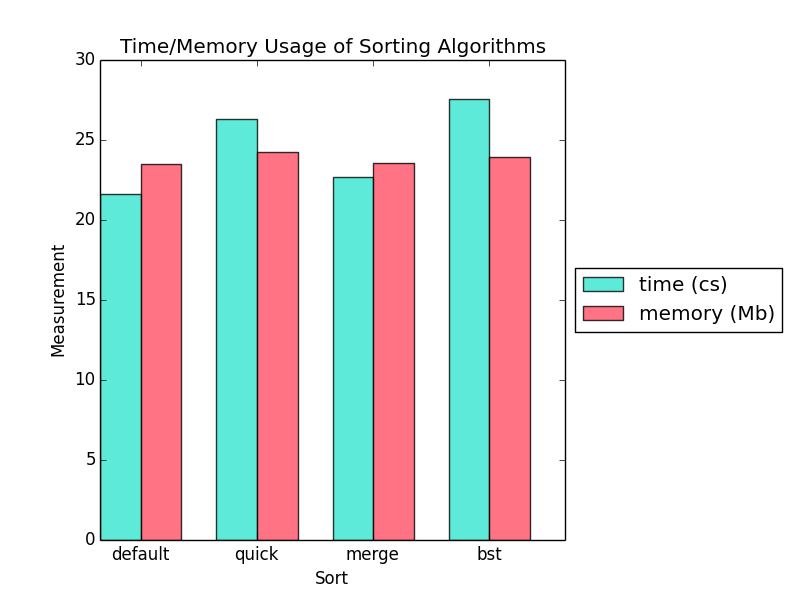 Time/Memory Usage of Sorting Algorithms
30
25
20
15
10
5
0
Measurement
default quick merge bst
Sort
time (cs)
memory (Mb)